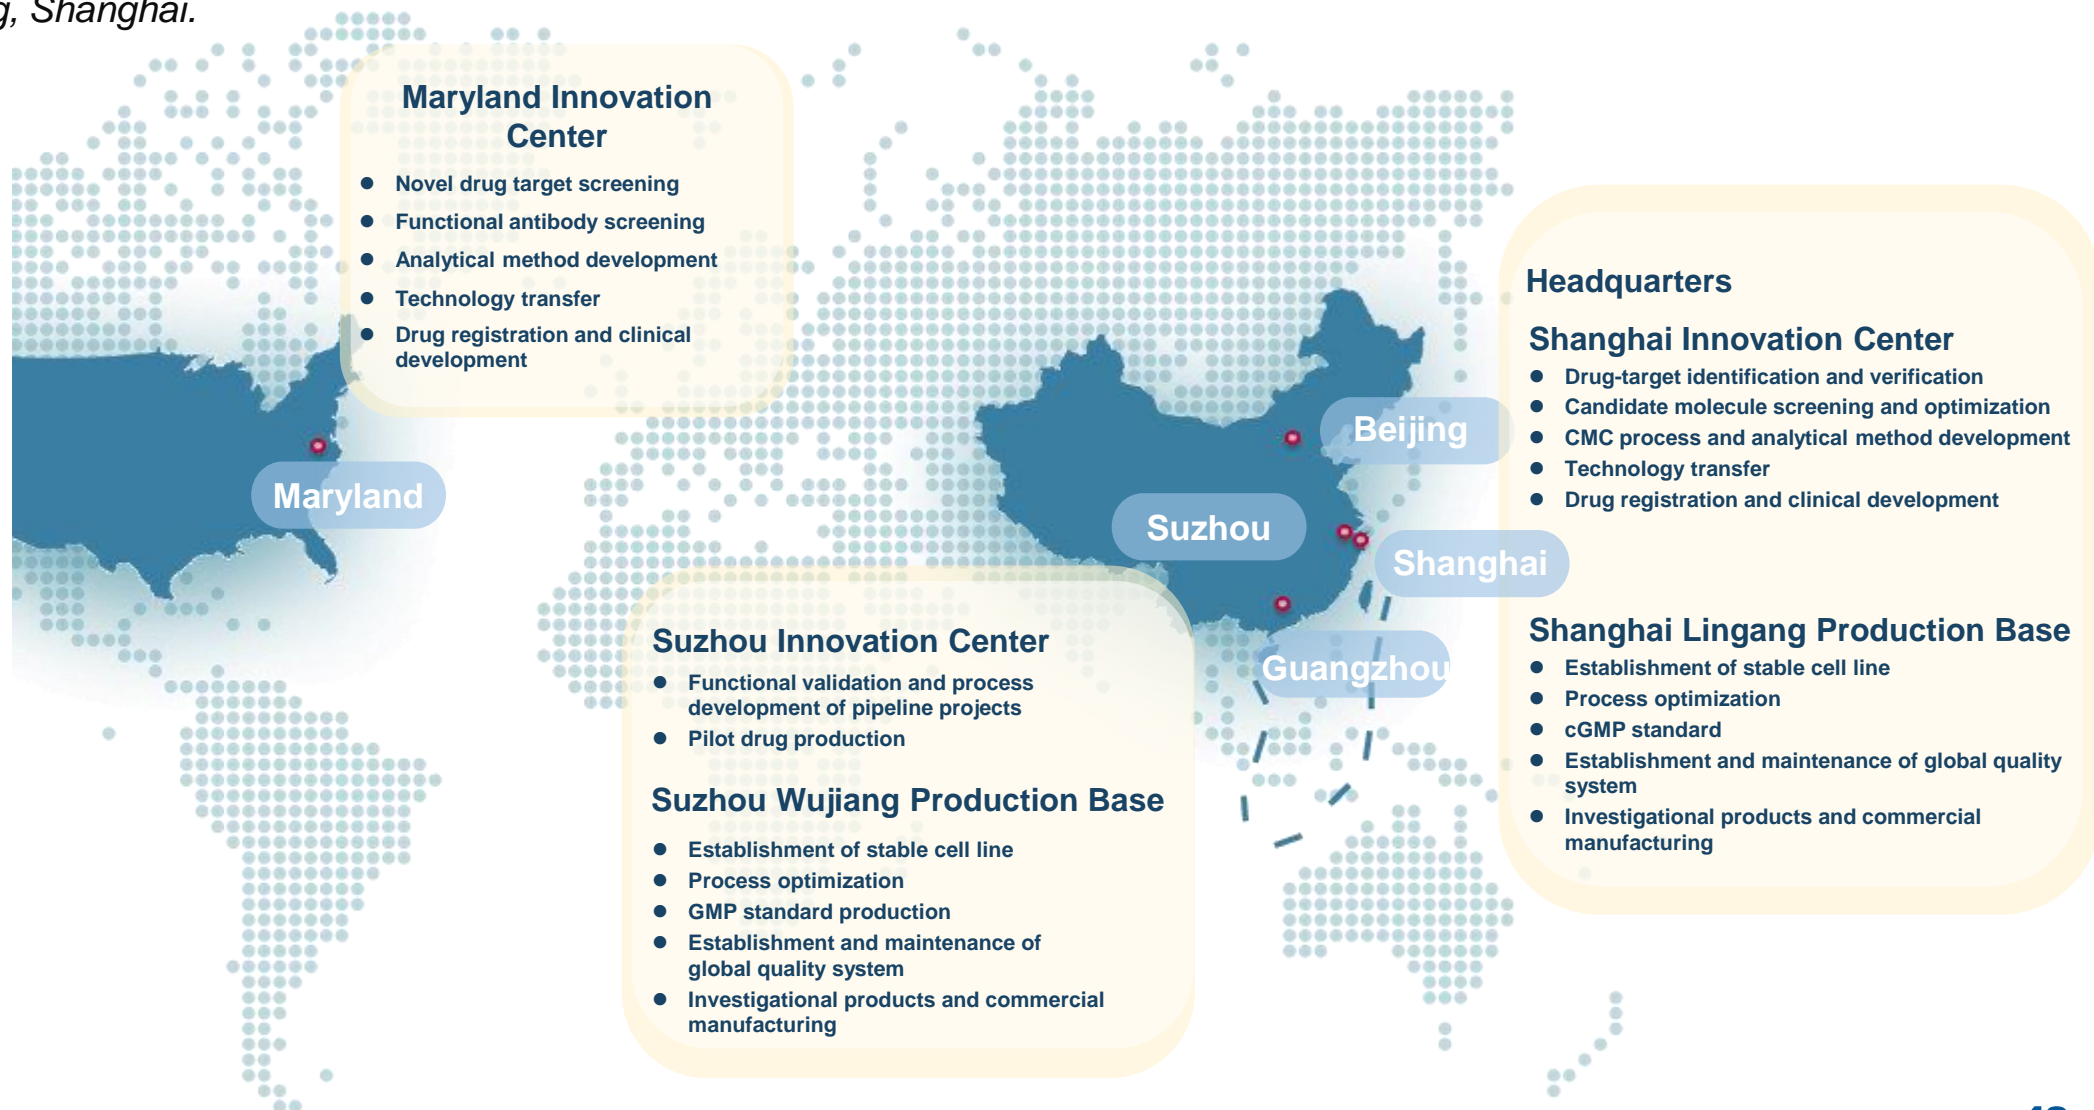 g, Shanghai.
Maryland Innovation
Center
Novel drug target screening
Functional antibody screening
Analytical method development
Technology transfer
Drug registration and clinical
development
Maryland
Beijing
Suzhou
Shanghai
Guangzhou
Headquarters
Shanghai Innovation Center
Drug-target identification and verification
Candidate molecule screening and optimization
CMC process and analytical method development
Technology transfer
Drug registration and clinical development
Shanghai Lingang Production Base
Establishment of stable cell line
Process optimization
cGMP standard
Establishment and maintenance of global quality
system
Investigational products and commercial
manufacturing
Suzhou Innovation Center
Functional validation and process
development of pipeline projects
Pilot drug production
Suzhou Wujiang Production Base
Establishment of stable cell line
Process optimization
GMP standard production
Establishment and maintenance of
global quality system
Investigational products and commercial
manufacturing